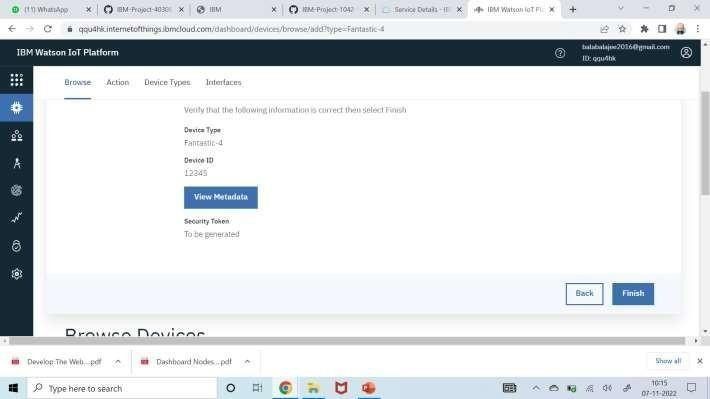 (11) WhatsApp
IBM-Project-4030
IBM
IBM-Project-1042
Service Details - IB
IBM Watson IoT Pl
qqu4hk.internetofthings.ibmcloud.com/dashboard/devices/browse/add?type=Fantastic-4
IBM Watson IoT Platform
balabalajee2016@gmail.com
ID: qqu4hk
Browse Action Device Types Interfaces
Verify that the following information is correct then select Finish
Device Type
Fantastic-4
Device ID
12345
View Metadata
Security Token
To be generated
Back Finish
Browse Devices
Develop The Web....pdf
Dashboard Nodes...pdf
Show all
Type here to search
10:15
07-11-2022